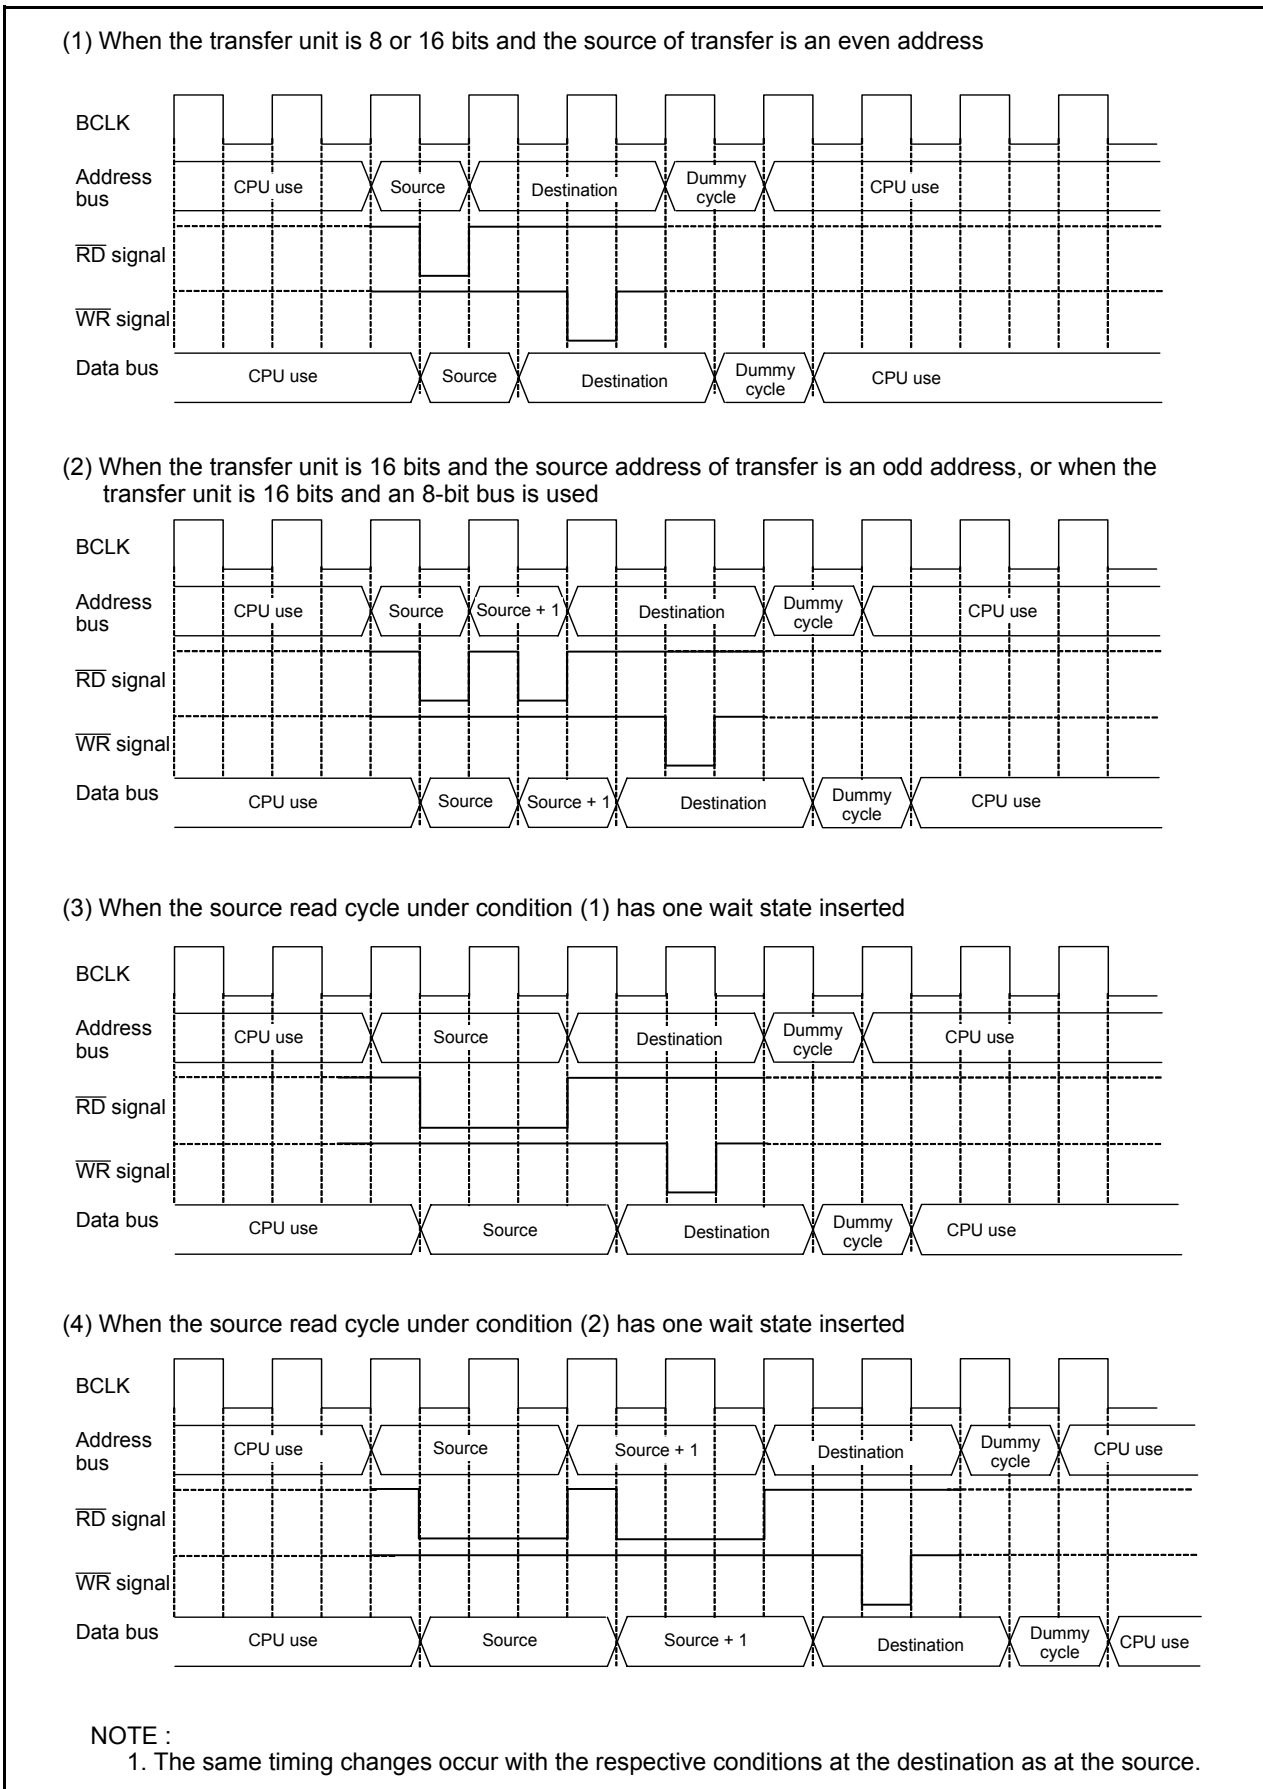 (1) When the transfer unit is 8 or 16 bits and the source of transfer is an even address
BCLK
Address
bus
CPU use
Source
Destination
Dummy
cycle
CPU use
RD signal
WR signal
Data bus
CPU use
Source
Destination
Dummy
cycle
CPU use
(2) When the transfer unit is 16 bits and the source address of transfer is an odd address, or when the
transfer unit is 16 bits and an 8-bit bus is used
BCLK
Address
bus
CPU use
Source
Source + 1
Destination
Dummy
cycle
CPU use
RD signal
WR signal
Data bus
CPU use
Source
Source + 1
Destination
Dummy
cycle
CPU use
(3) When the source read cycle under condition (1) has one wait state inserted
BCLK
Address
bus
CPU use
Source
Destination
Dummy
cycle
CPU use
RD signal
WR signal
Data bus
CPU use
Source
Destination
Dummy
cycle
CPU use
(4) When the source read cycle under condition (2) has one wait state inserted
BCLK
Address
bus
CPU use
Source
Source + 1
Destination
Dummy
cycle
CPU use
RD signal
WR signal
Data bus
CPU use
Source
Source + 1
Destination
Dummy
cycle
CPU use
NOTE :
1. The same timing changes occur with the respective conditions at the destination as at the source.